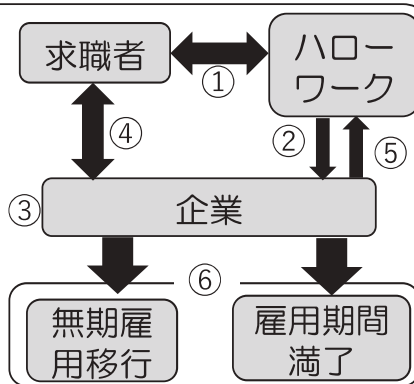 求職者
ハロー
ワーク
①
②
⑤
④
③
企業
⑥
無期雇
用移行
雇用期間
満了